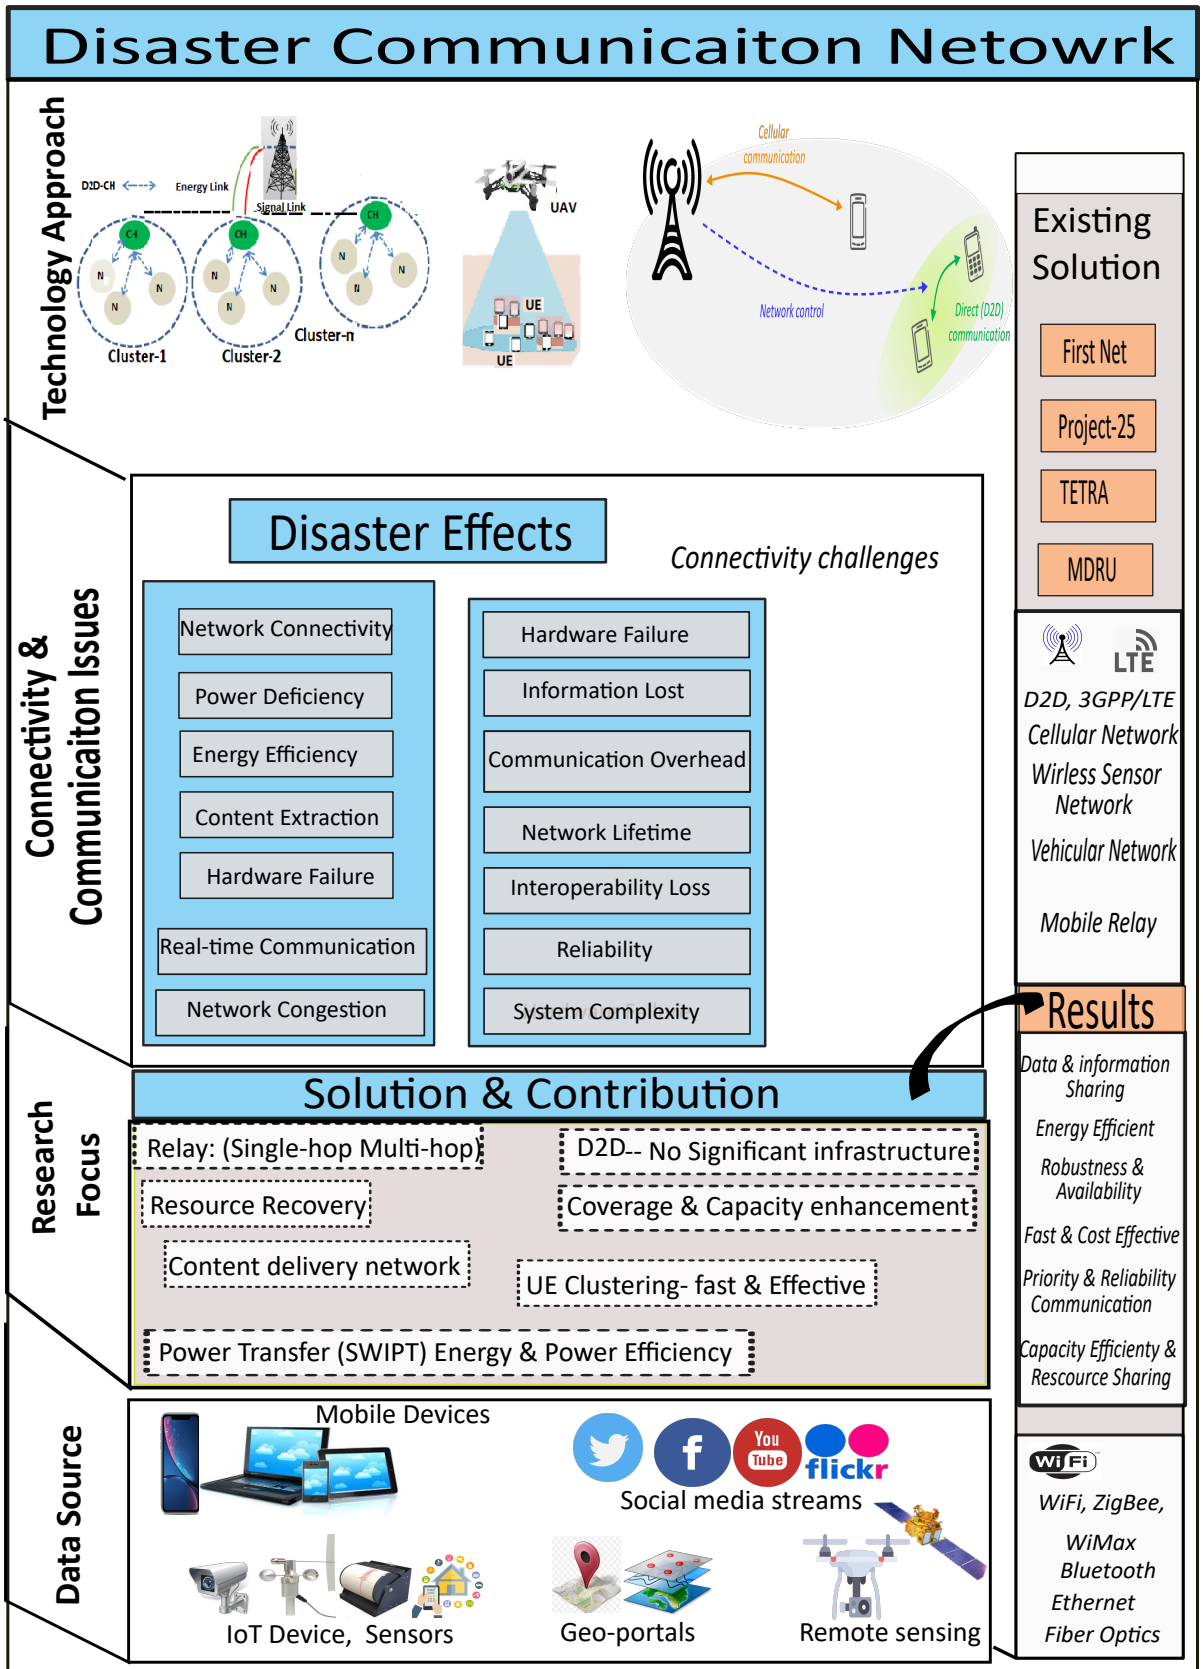 Disaster Communicaiton Netowrk
Technology Approach
D2D-CH
Energy Link
Signal Link
CH
N
N
N
Cluster-1
CH
N
N
N
Cluster-2
CH
N
N
N
Cluster-n
UAV
UE
UE
Cellular
communication
Network control
Direct (D2D)
communication
Existing
Solution
First Net
Project-25
TETRA
MDRU
LTE
D2D, 3GPP/LTE
Cellular Network
Wirless Sensor
Network
Vehicular Network
Mobile Relay
Connectivity &
Communicaiton Issues
Disaster Effects
Connectivity challenges
Network Connectivity
Power Deficiency
Energy Efficiency
Content Extraction
Hardware Failure
Real-time Communication
Network Congestion
Hardware Failure
Information Lost
Communication Overhead
Network Lifetime
Interoperability Loss
Reliability
System Complexity
Results
Data & information
Sharing
Energy Efficient
Robustness &
Availability
Fast & Cost Effective
Priority & Reliability
Communication
Capacity Efficienty &
Rescource Sharing
Research
Focus
Solution & Contribution
Relay: (Single-hop Multi-hop)
D2D-- No Significant infrastructure
Resource Recovery
Coverage & Capacity enhancement
Content delivery network
UE Clustering- fast & Effective
Power Transfer (SWIPT) Energy & Power Efficiency
Data Source
Mobile Devices
f
You
Tube
flickr
Social media streams
IoT Device, Sensors
Geo-portals
Remote sensing
WiFi
WiFi, ZigBee,
WiMax
Bluetooth
Ethernet
Fiber Optics